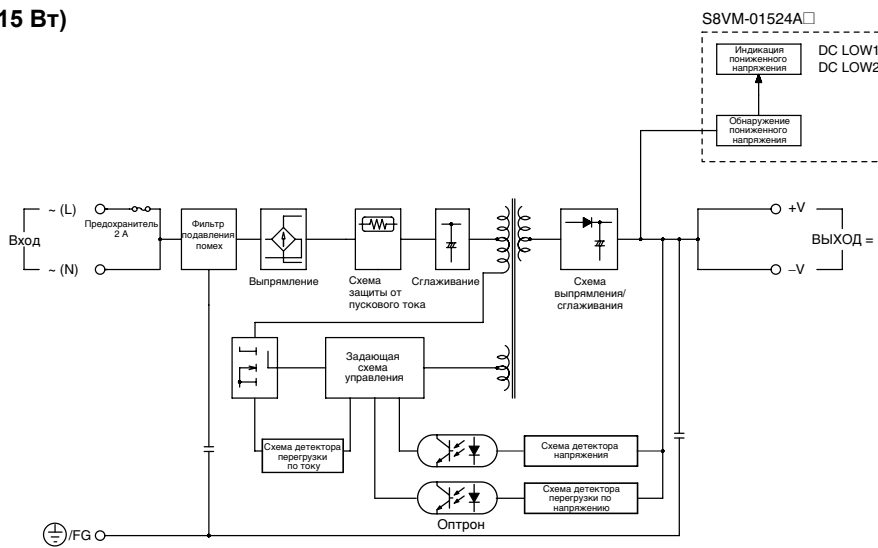 15 Вт)
S8VM-01524A□
Индикация
пониженного
напряжения
DC LOW1
DC LOW2
Обнаружение
пониженного
напряжения
Вход
~ (L)
Предохранитель
2 A
~ (N)
Фильтр
подавления
помех
Выпрямление
Схема
защиты от
пускового тока
Сглаживание
Схема
выпрямления/
сглаживания
+V
ВЫХОД =
–V
Задающая
схема
управления
Схема детектора
перегрузки
по току
Схема детектора
напряжения
Схема детектора
перегрузки по
напряжению
Оптрон
/FG